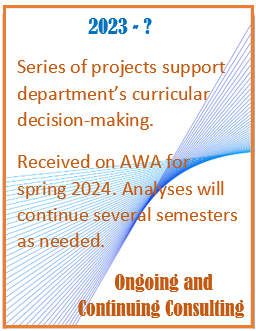 2023 - ?
Series of projects support
department’s curricular
decision-making.
Received on AWA for
spring 2024. Analyses will
continue several semesters
as needed.
Ongoing and
Continuing Consulting